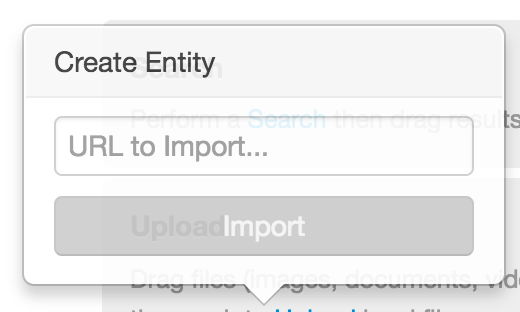 Create Entity
Search
Perform a Search then drag results
URL to Import...
Upload
Import
Drag files (images, documents, vid